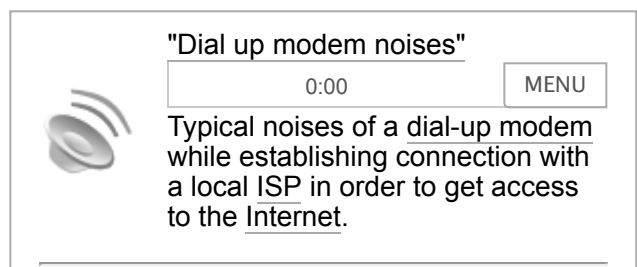 "Dial up modem noises"
0:00 MENU
Typical noises of a dial-up modem
while establishing connection with
a local ISP in order to get access
to the Internet.